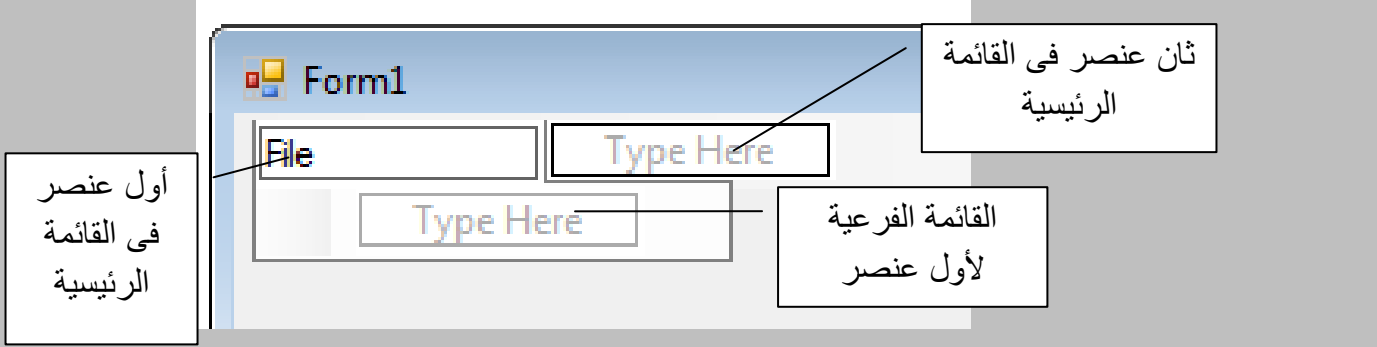 Form1
ثان عنصر فى القائمة
الرئيسية
File
Type Here
أول عنصر
فى القائمة
الرئيسية
Type Here
القائمة الفرعية
لأول عنصر